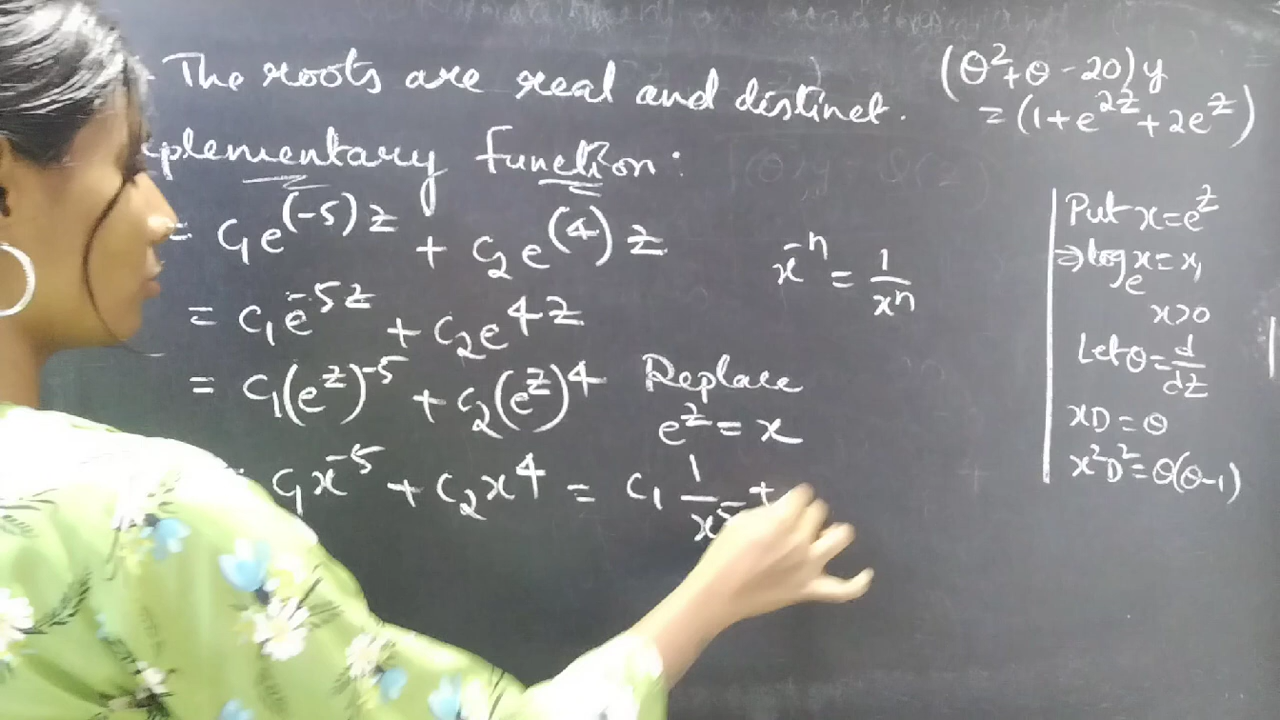 The roots are real and distinct.
plementary Function:
= C₁e^(-5)z + C₂e^(4)z
= C₁e^-5z + C₂e^4z
= C₁(e^z)^-5 + C₂(e^z)^4
C₁x^-5 + C₂x^4 = C₁ 1/x^5 +
x^-n = 1/x^n
Replace
e^z = x
(θ²+θ-20)y
= (1+e^2z+2e^z)
Put x=e^z
⇒log_e x = x,
x>0
Let θ=d/dz
xD=θ
x²D²=θ(θ-1)